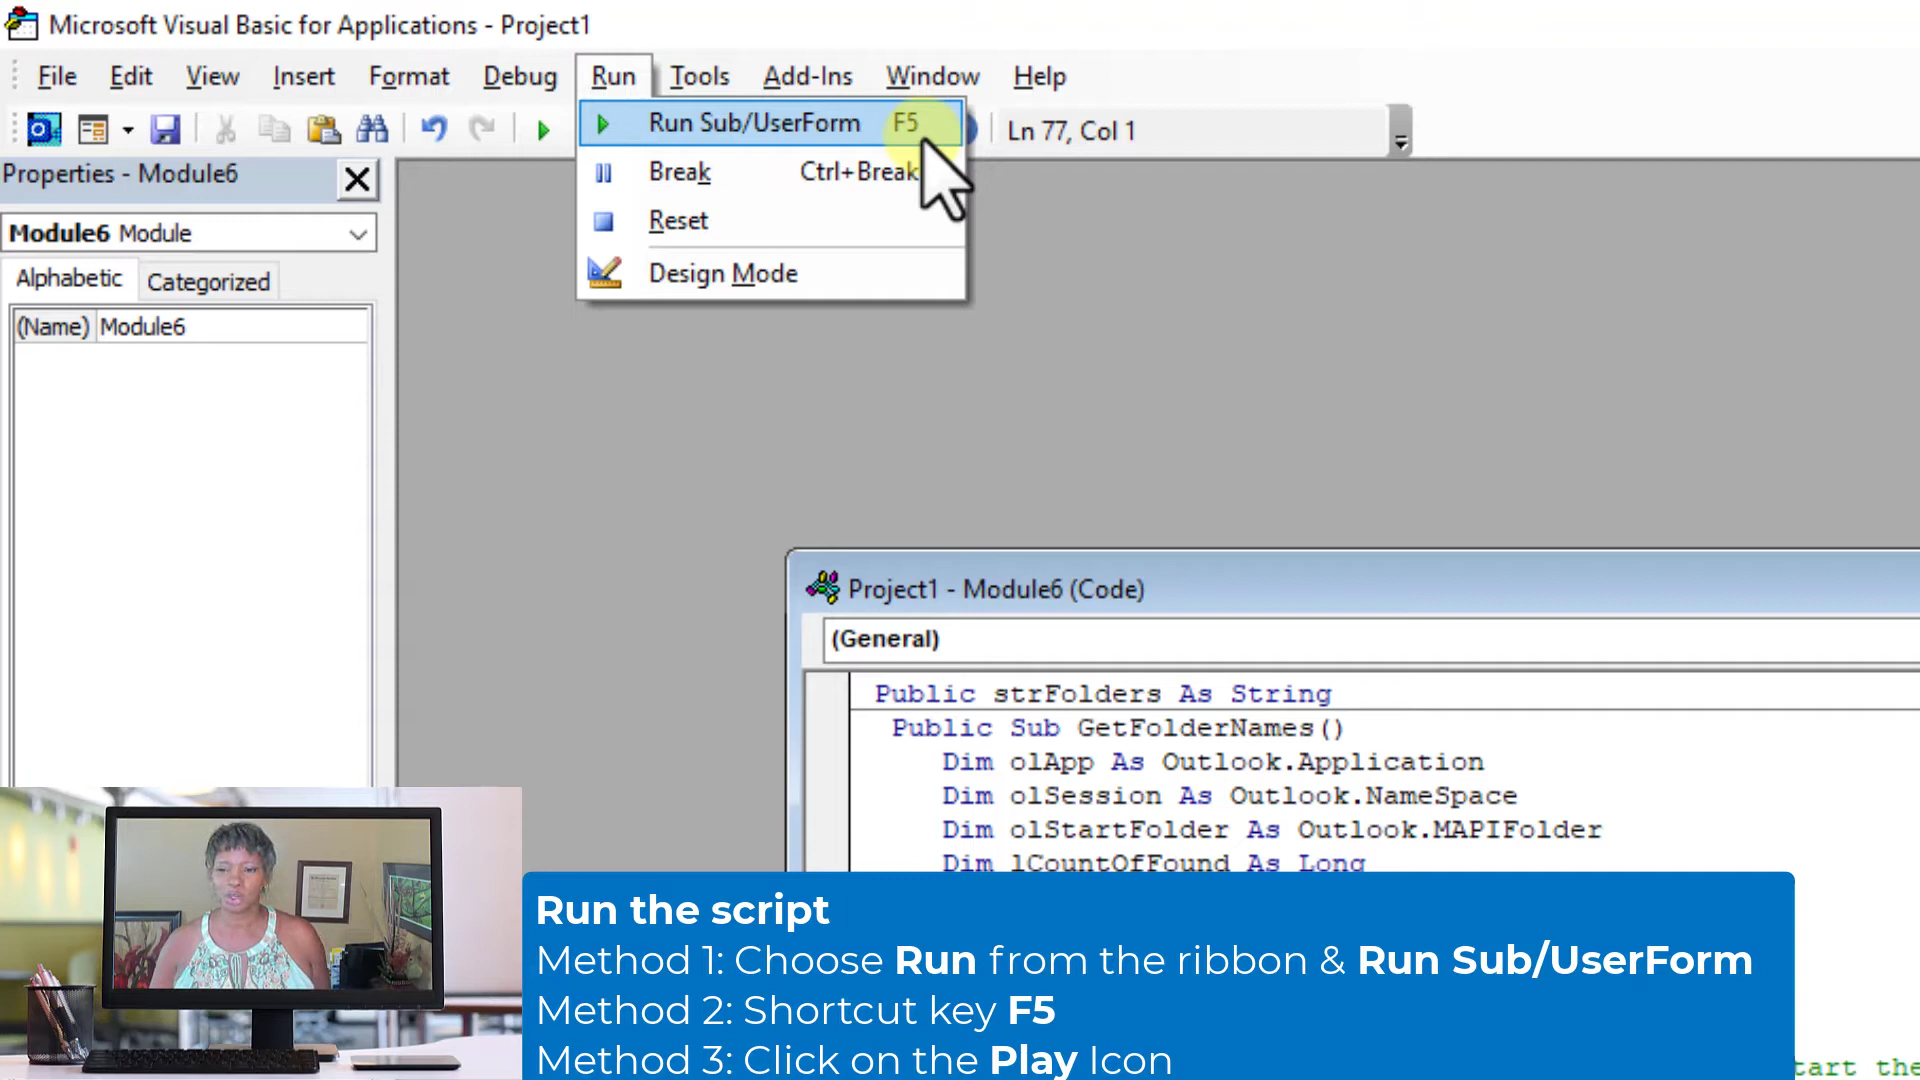 Microsoft Visual Basic for Applications - Project1
File Edit View Insert Format Debug Run Tools Add-Ins Window Help
Run Sub/UserForm F5
Ln 77, Col 1
Break Ctrl+Break
Reset
Design Mode
Properties - Module6
Module6 Module
Alphabetic Categorized
(Name) Module6
Project1 - Module6 (Code)
(General)
Public strFolders As String
Public Sub GetFolderNames()
Dim olApp As Outlook.Application
Dim olSession As Outlook.NameSpace
Dim olStartFolder As Outlook.MAPIFolder
Dim lCountOfFound As Long
Run the script
Method 1: Choose Run from the ribbon & Run Sub/UserForm
Method 2: Shortcut key F5
Method 3: Click on the Play Icon
tart the